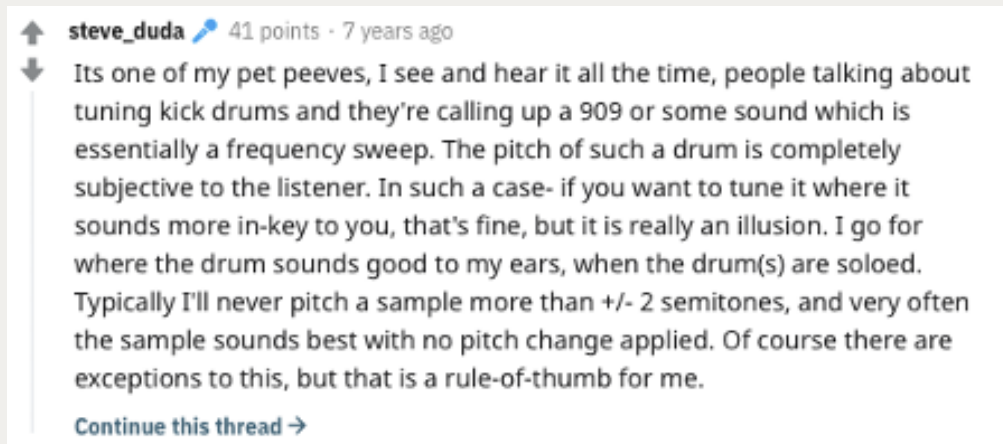 steve_duda 🎤 41 points · 7 years ago
Its one of my pet peeves, I see and hear it all the time, people talking about
tuning kick drums and they're calling up a 909 or some sound which is
essentially a frequency sweep. The pitch of such a drum is completely
subjective to the listener. In such a case- if you want to tune it where it
sounds more in-key to you, that's fine, but it is really an illusion. I go for
where the drum sounds good to my ears, when the drum(s) are soloed.
Typically I'll never pitch a sample more than +/- 2 semitones, and very often
the sample sounds best with no pitch change applied. Of course there are
exceptions to this, but that is a rule-of-thumb for me.
Continue this thread →